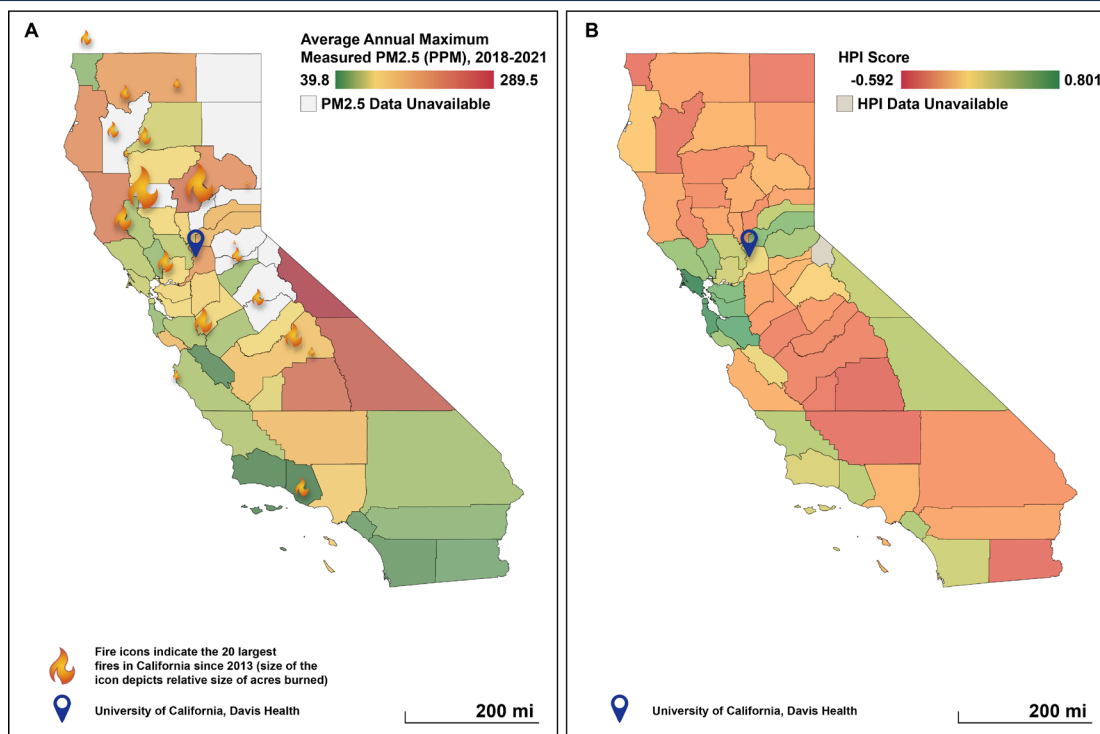 A
Average Annual Maximum
Measured PM2.5 (PPM), 2018-2021
39.8 289.5
PM2.5 Data Unavailable
Fire icons indicate the 20 largest
fires in California since 2013 (size of the
icon depicts relative size of acres burned)
University of California, Davis Health
200 mi
B
HPI Score
-0.592 0.801
HPI Data Unavailable
University of California, Davis Health
200 mi